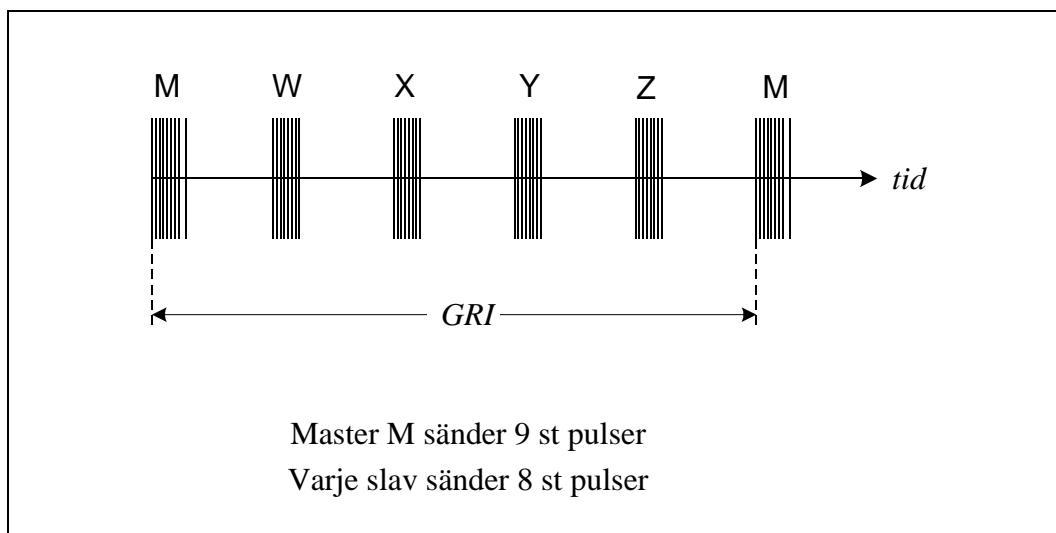 M W X Y Z M
tid
GRI
Master M sänder 9 st pulser
Varje slav sänder 8 st pulser